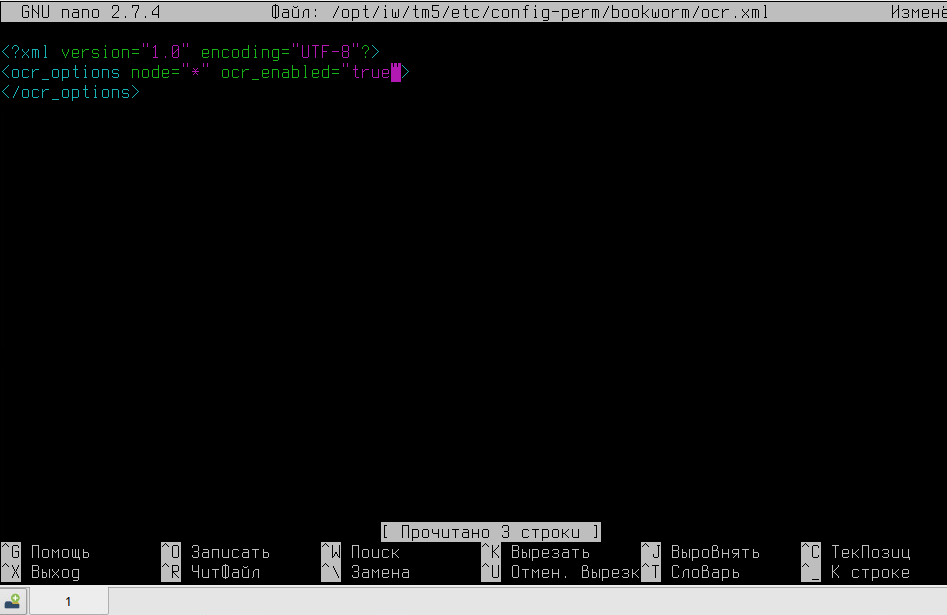 GNU nano 2.7.4 Файл: /opt/iw/tm5/etc/config-perm/bookworm/ocr.xml Изменё
<?xml version="1.0" encoding="UTF-8"?>
<ocr_options node="*" ocr_enabled="true">
</ocr_options>
[ Прочитано 3 строки ]
^G Помощь ^O Записать ^W Поиск ^K Вырезать ^J Выровнять ^C ТекПозиц
^X Выход ^R ЧитФайл ^\ Замена ^U Отмен. Вырезк ^T Словарь ^_ К строке
1